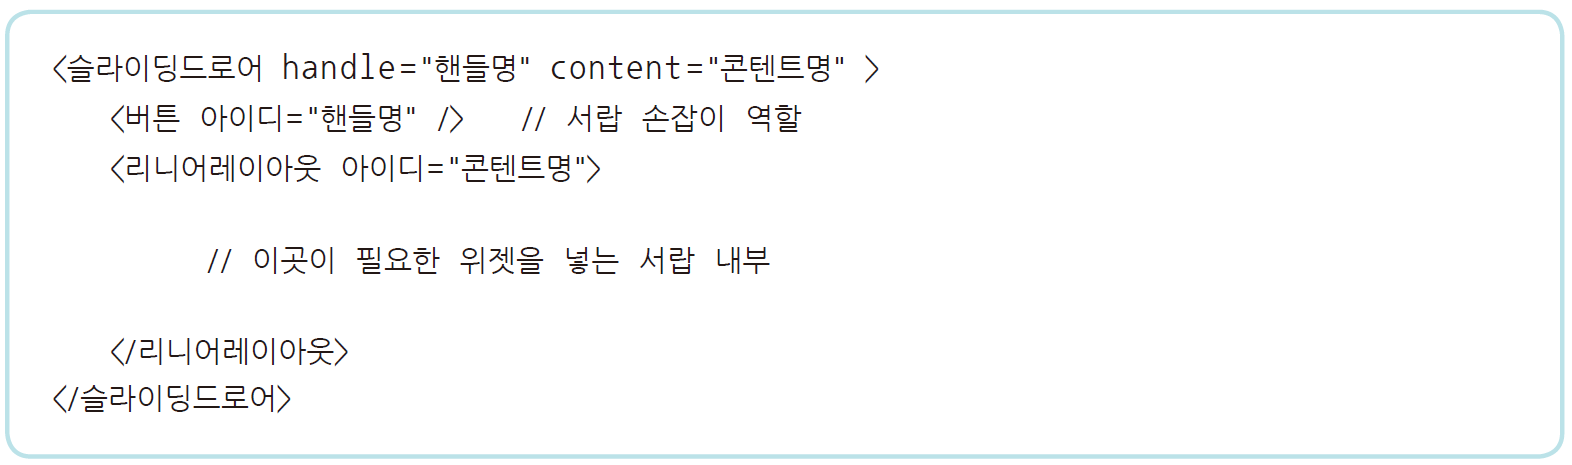 <슬라이딩드로어 handle="핸들명" content="콘텐트명" >
<버튼 아이디="핸들명" /> // 서랍 손잡이 역할
<리니어레이아웃 아이디="콘텐트명">
// 이곳이 필요한 위젯을 넣는 서랍 내부
</리니어레이아웃>
</슬라이딩드로어>